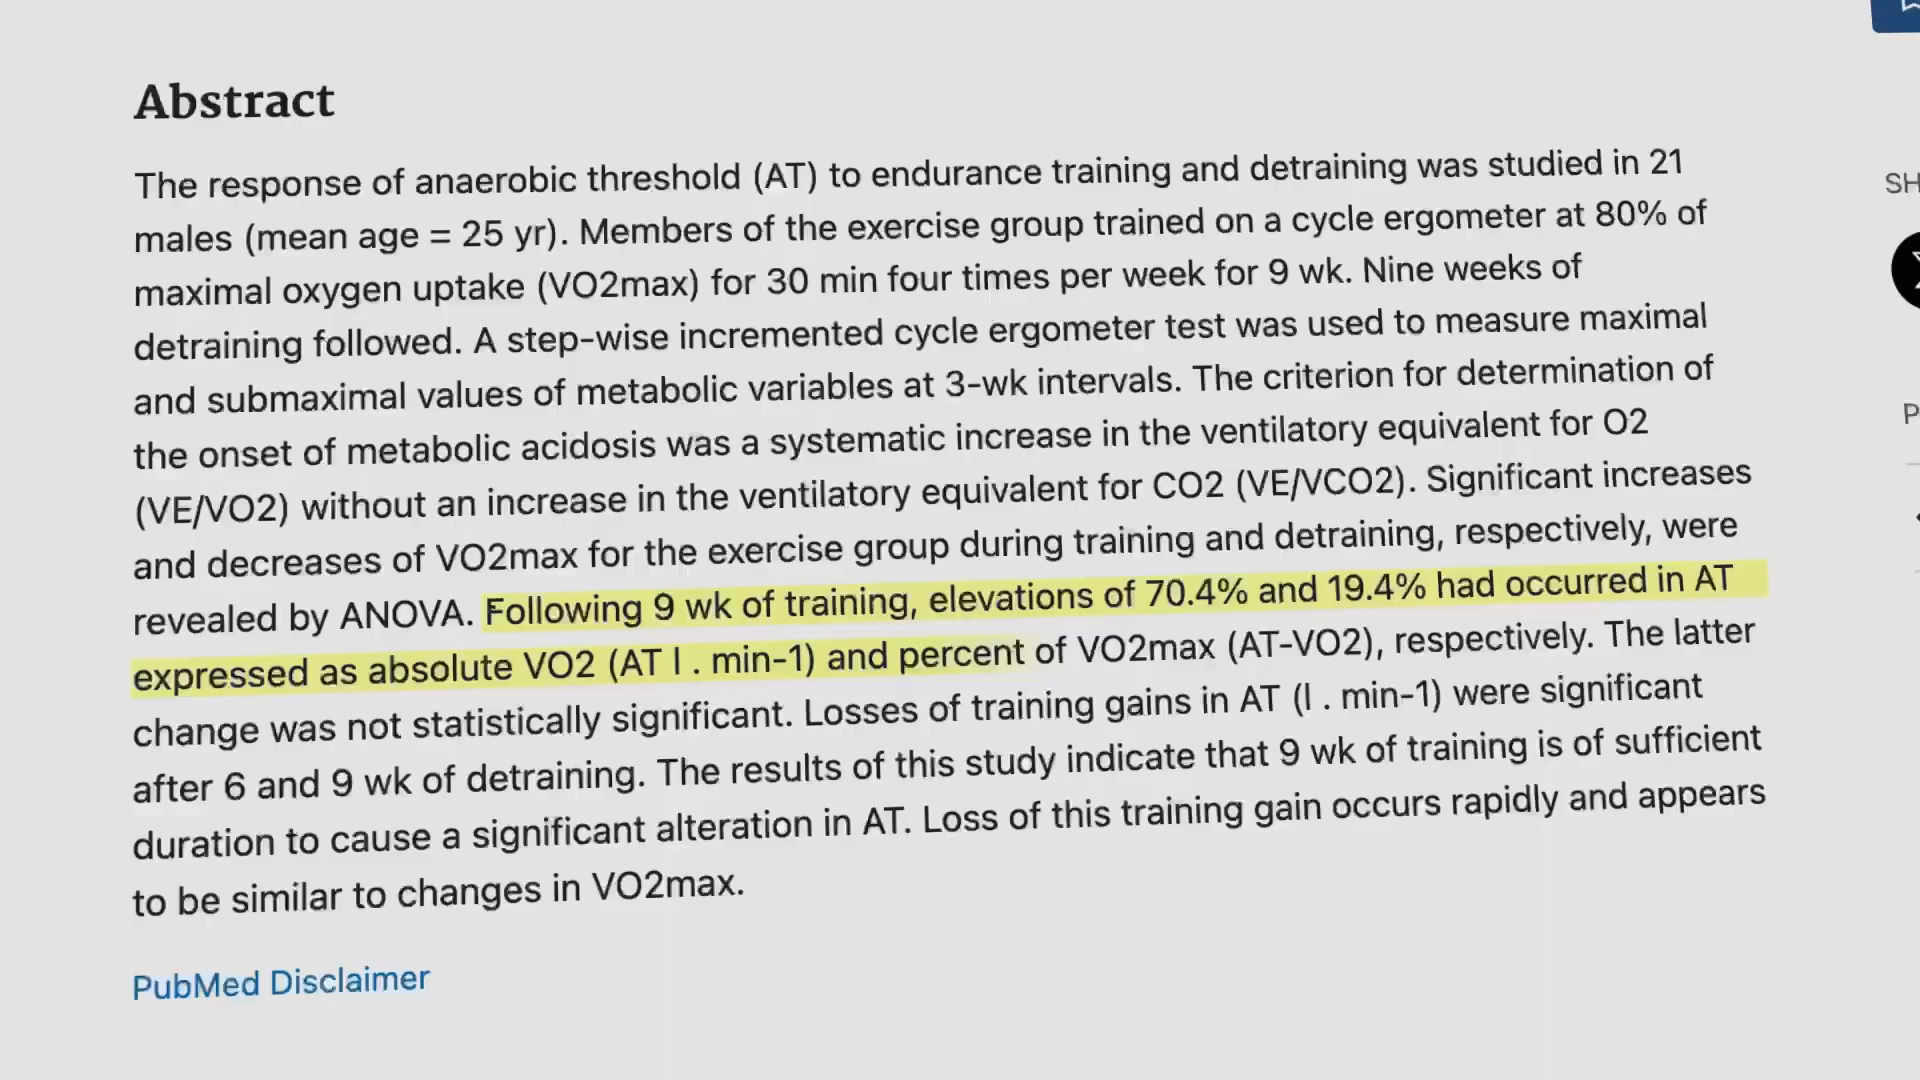 Abstract
The response of anaerobic threshold (AT) to endurance training and detraining was studied in 21
males (mean age = 25 yr). Members of the exercise group trained on a cycle ergometer at 80% of
maximal oxygen uptake (VO2max) for 30 min four times per week for 9 wk. Nine weeks of
detraining followed. A step-wise incremented cycle ergometer test was used to measure maximal
and submaximal values of metabolic variables at 3-wk intervals. The criterion for determination of
the onset of metabolic acidosis was a systematic increase in the ventilatory equivalent for O2
(VE/VO2) without an increase in the ventilatory equivalent for CO2 (VE/VCO2). Significant increases
and decreases of VO2max for the exercise group during training and detraining, respectively, were
revealed by ANOVA. Following 9 wk of training, elevations of 70.4% and 19.4% had occurred in AT
expressed as absolute VO2 (AT l . min-1) and percent of VO2max (AT-VO2), respectively. The latter
change was not statistically significant. Losses of training gains in AT (l . min-1) were significant
after 6 and 9 wk of detraining. The results of this study indicate that 9 wk of training is of sufficient
duration to cause a significant alteration in AT. Loss of this training gain occurs rapidly and appears
to be similar to changes in VO2max.
PubMed Disclaimer
SH
P